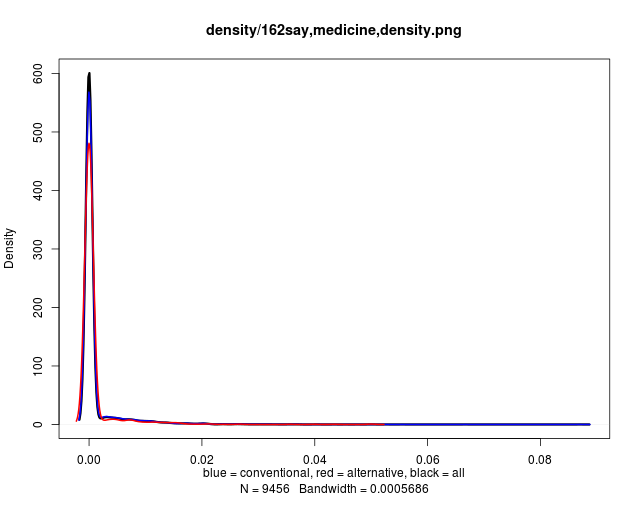 density/162say,medicine,density.png
600
500
400
300
200
100
0
Density
0.00 0.02 0.04 0.06 0.08
blue = conventional, red = alternative, black = all
N = 9456 Bandwidth = 0.0005686